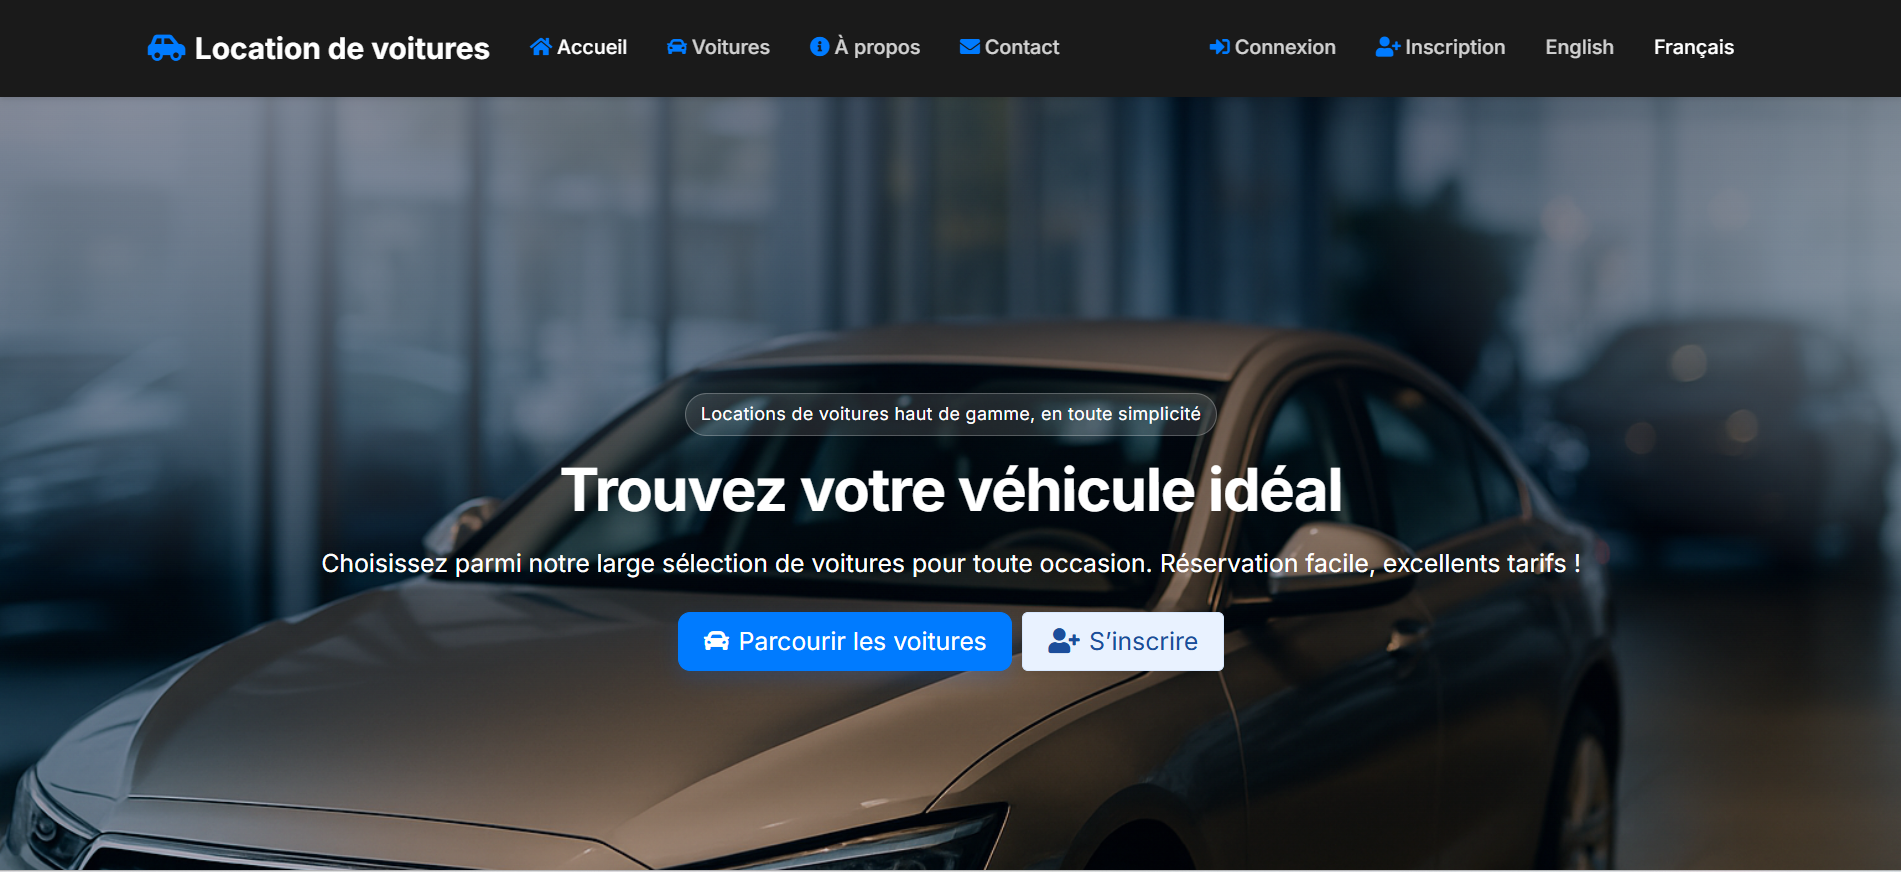 Location de voitures Accueil Voitures À propos Contact Connexion Inscription English Français
Locations de voitures haut de gamme, en toute simplicité
Trouvez votre véhicule idéal
Choisissez parmi notre large sélection de voitures pour toute occasion. Réservation facile, excellents tarifs !
Parcourir les voitures S’inscrire